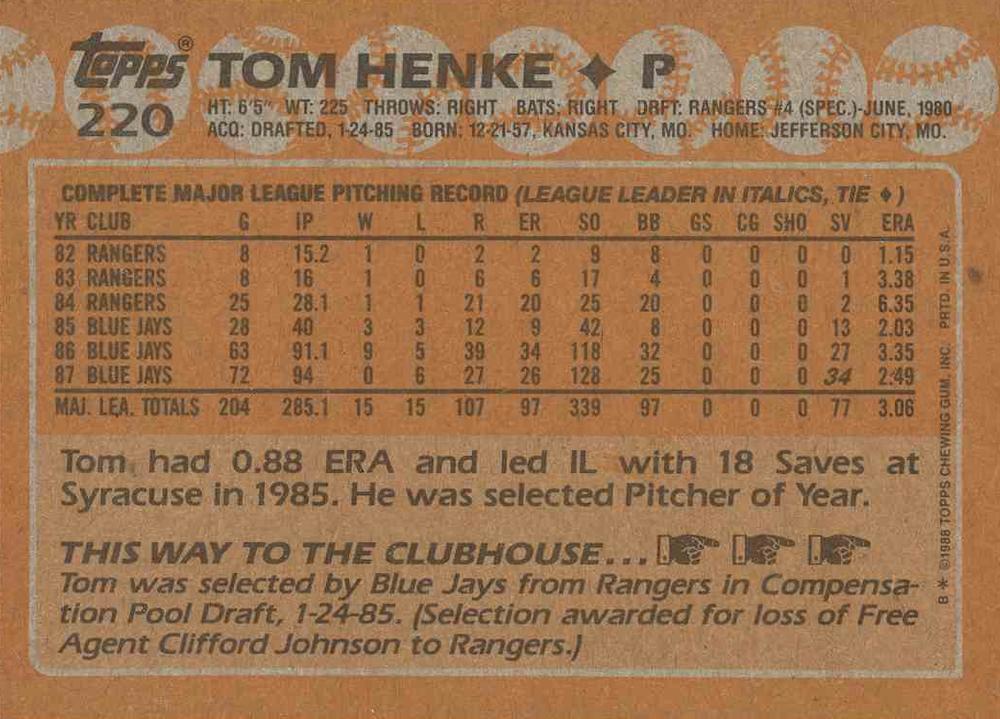 Topps® TOM HENKE ♦ P
220 HT: 6'5" WT: 225 THROWS: RIGHT BATS: RIGHT DRFT: RANGERS #4 (SPEC.)-JUNE, 1980
ACQ: DRAFTED, 1-24-85 BORN: 12-21-57, KANSAS CITY, MO. HOME: JEFFERSON CITY, MO.
COMPLETE MAJOR LEAGUE PITCHING RECORD (LEAGUE LEADER IN ITALICS, TIE ♦)
YR CLUB G IP W L R ER SO BB GS CG SHO SV ERA
82 RANGERS 8 15.2 1 0 2 2 9 8 0 0 0 0 1.15
83 RANGERS 8 16 1 0 6 6 17 4 0 0 0 1 3.38
84 RANGERS 25 28.1 1 1 21 20 25 20 0 0 0 2 6.35
85 BLUE JAYS 28 40 3 3 12 9 42 8 0 0 0 13 2.03
86 BLUE JAYS 63 91.1 9 5 39 34 118 32 0 0 0 27 3.35
87 BLUE JAYS 72 94 0 6 27 26 128 25 0 0 0 34 2.49
MAJ. LEA. TOTALS 204 285.1 15 15 107 97 339 97 0 0 0 77 3.06
Tom had 0.88 ERA and led IL with 18 Saves at
Syracuse in 1985. He was selected Pitcher of Year.
THIS WAY TO THE CLUBHOUSE...
Tom was selected by Blue Jays from Rangers in Compensa-
tion Pool Draft, 1-24-85. (Selection awarded for loss of Free
Agent Clifford Johnson to Rangers.)
B* ©1988 TOPPS CHEWING GUM, INC. PRTD. IN U.S.A.